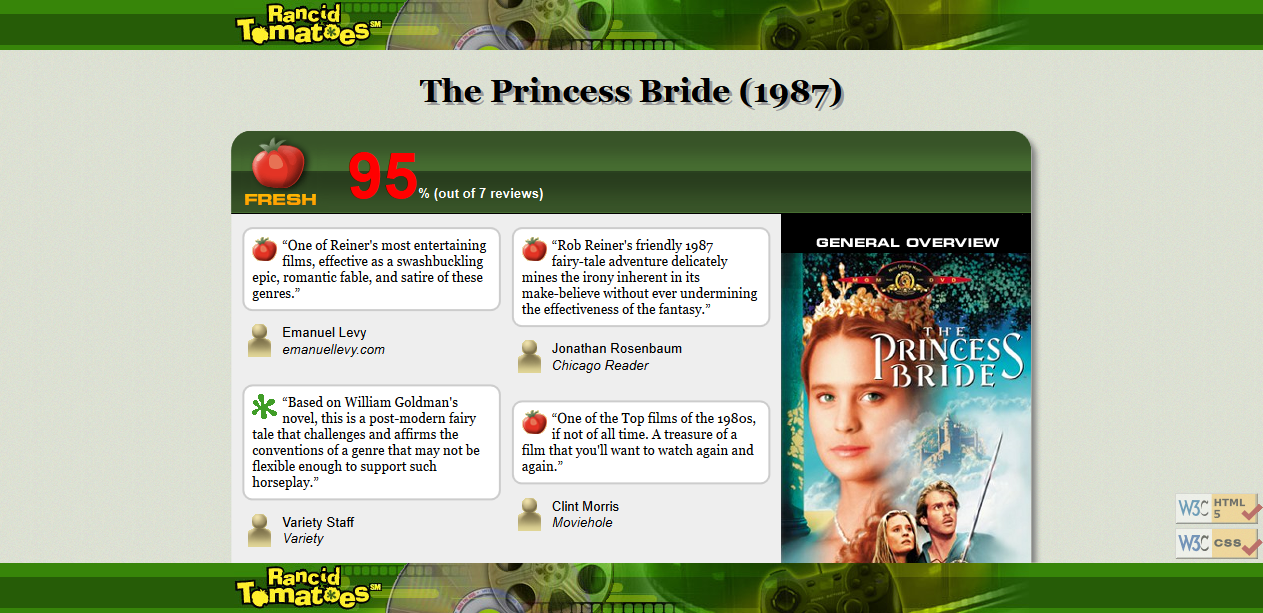 Rancid
TomatoesSM
The Princess Bride (1987)
FRESH
95% (out of 7 reviews)
“One of Reiner's most entertaining
films, effective as a swashbuckling
epic, romantic fable, and satire of these
genres.”
Emanuel Levy
emanuellevy.com
“Based on William Goldman's
novel, this is a post-modern fairy
tale that challenges and affirms the
conventions of a genre that may not be
flexible enough to support such
horseplay.”
Variety Staff
Variety
“Rob Reiner's friendly 1987
fairy-tale adventure delicately
mines the irony inherent in its
make-believe without ever undermining
the effectiveness of the fantasy.”
Jonathan Rosenbaum
Chicago Reader
“One of the Top films of the 1980s,
if not of all time. A treasure of a
film that you'll want to watch again and
again.”
Clint Morris
Moviehole
GENERAL OVERVIEW
MGM DVD
THE
PRINCESS
BRIDE
W3C HTML
5
W3C CSS
Rancid
TomatoesSM